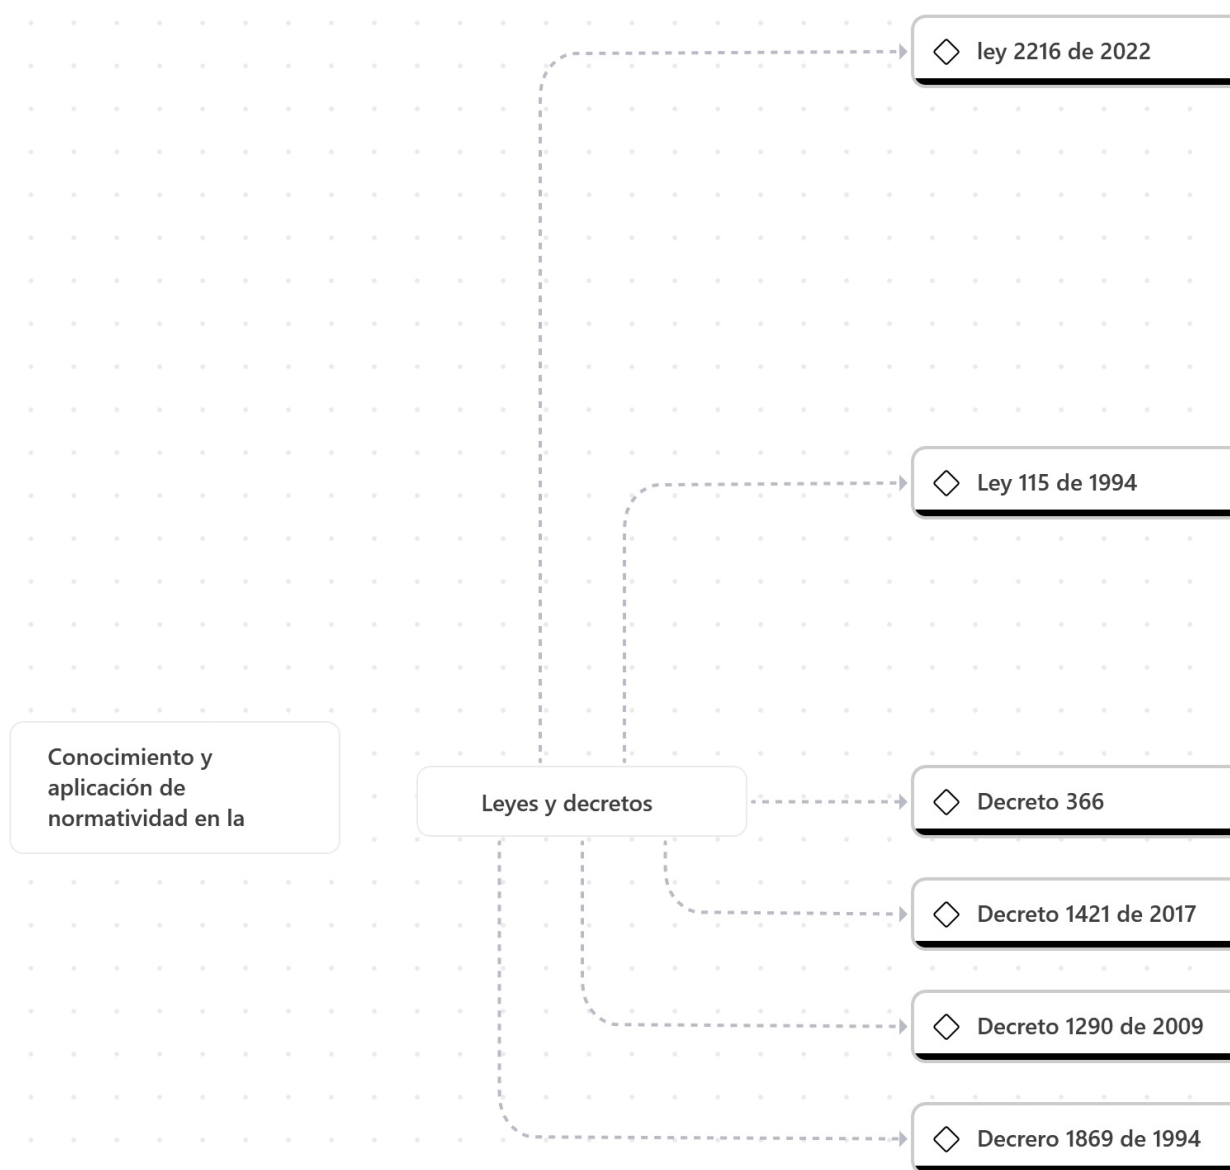 ley 2216 de 2022
Ley 115 de 1994
Conocimiento y
aplicación de
normatividad en la
Leyes y decretos
Decreto 366
Decreto 1421 de 2017
Decreto 1290 de 2009
Decrero 1869 de 1994